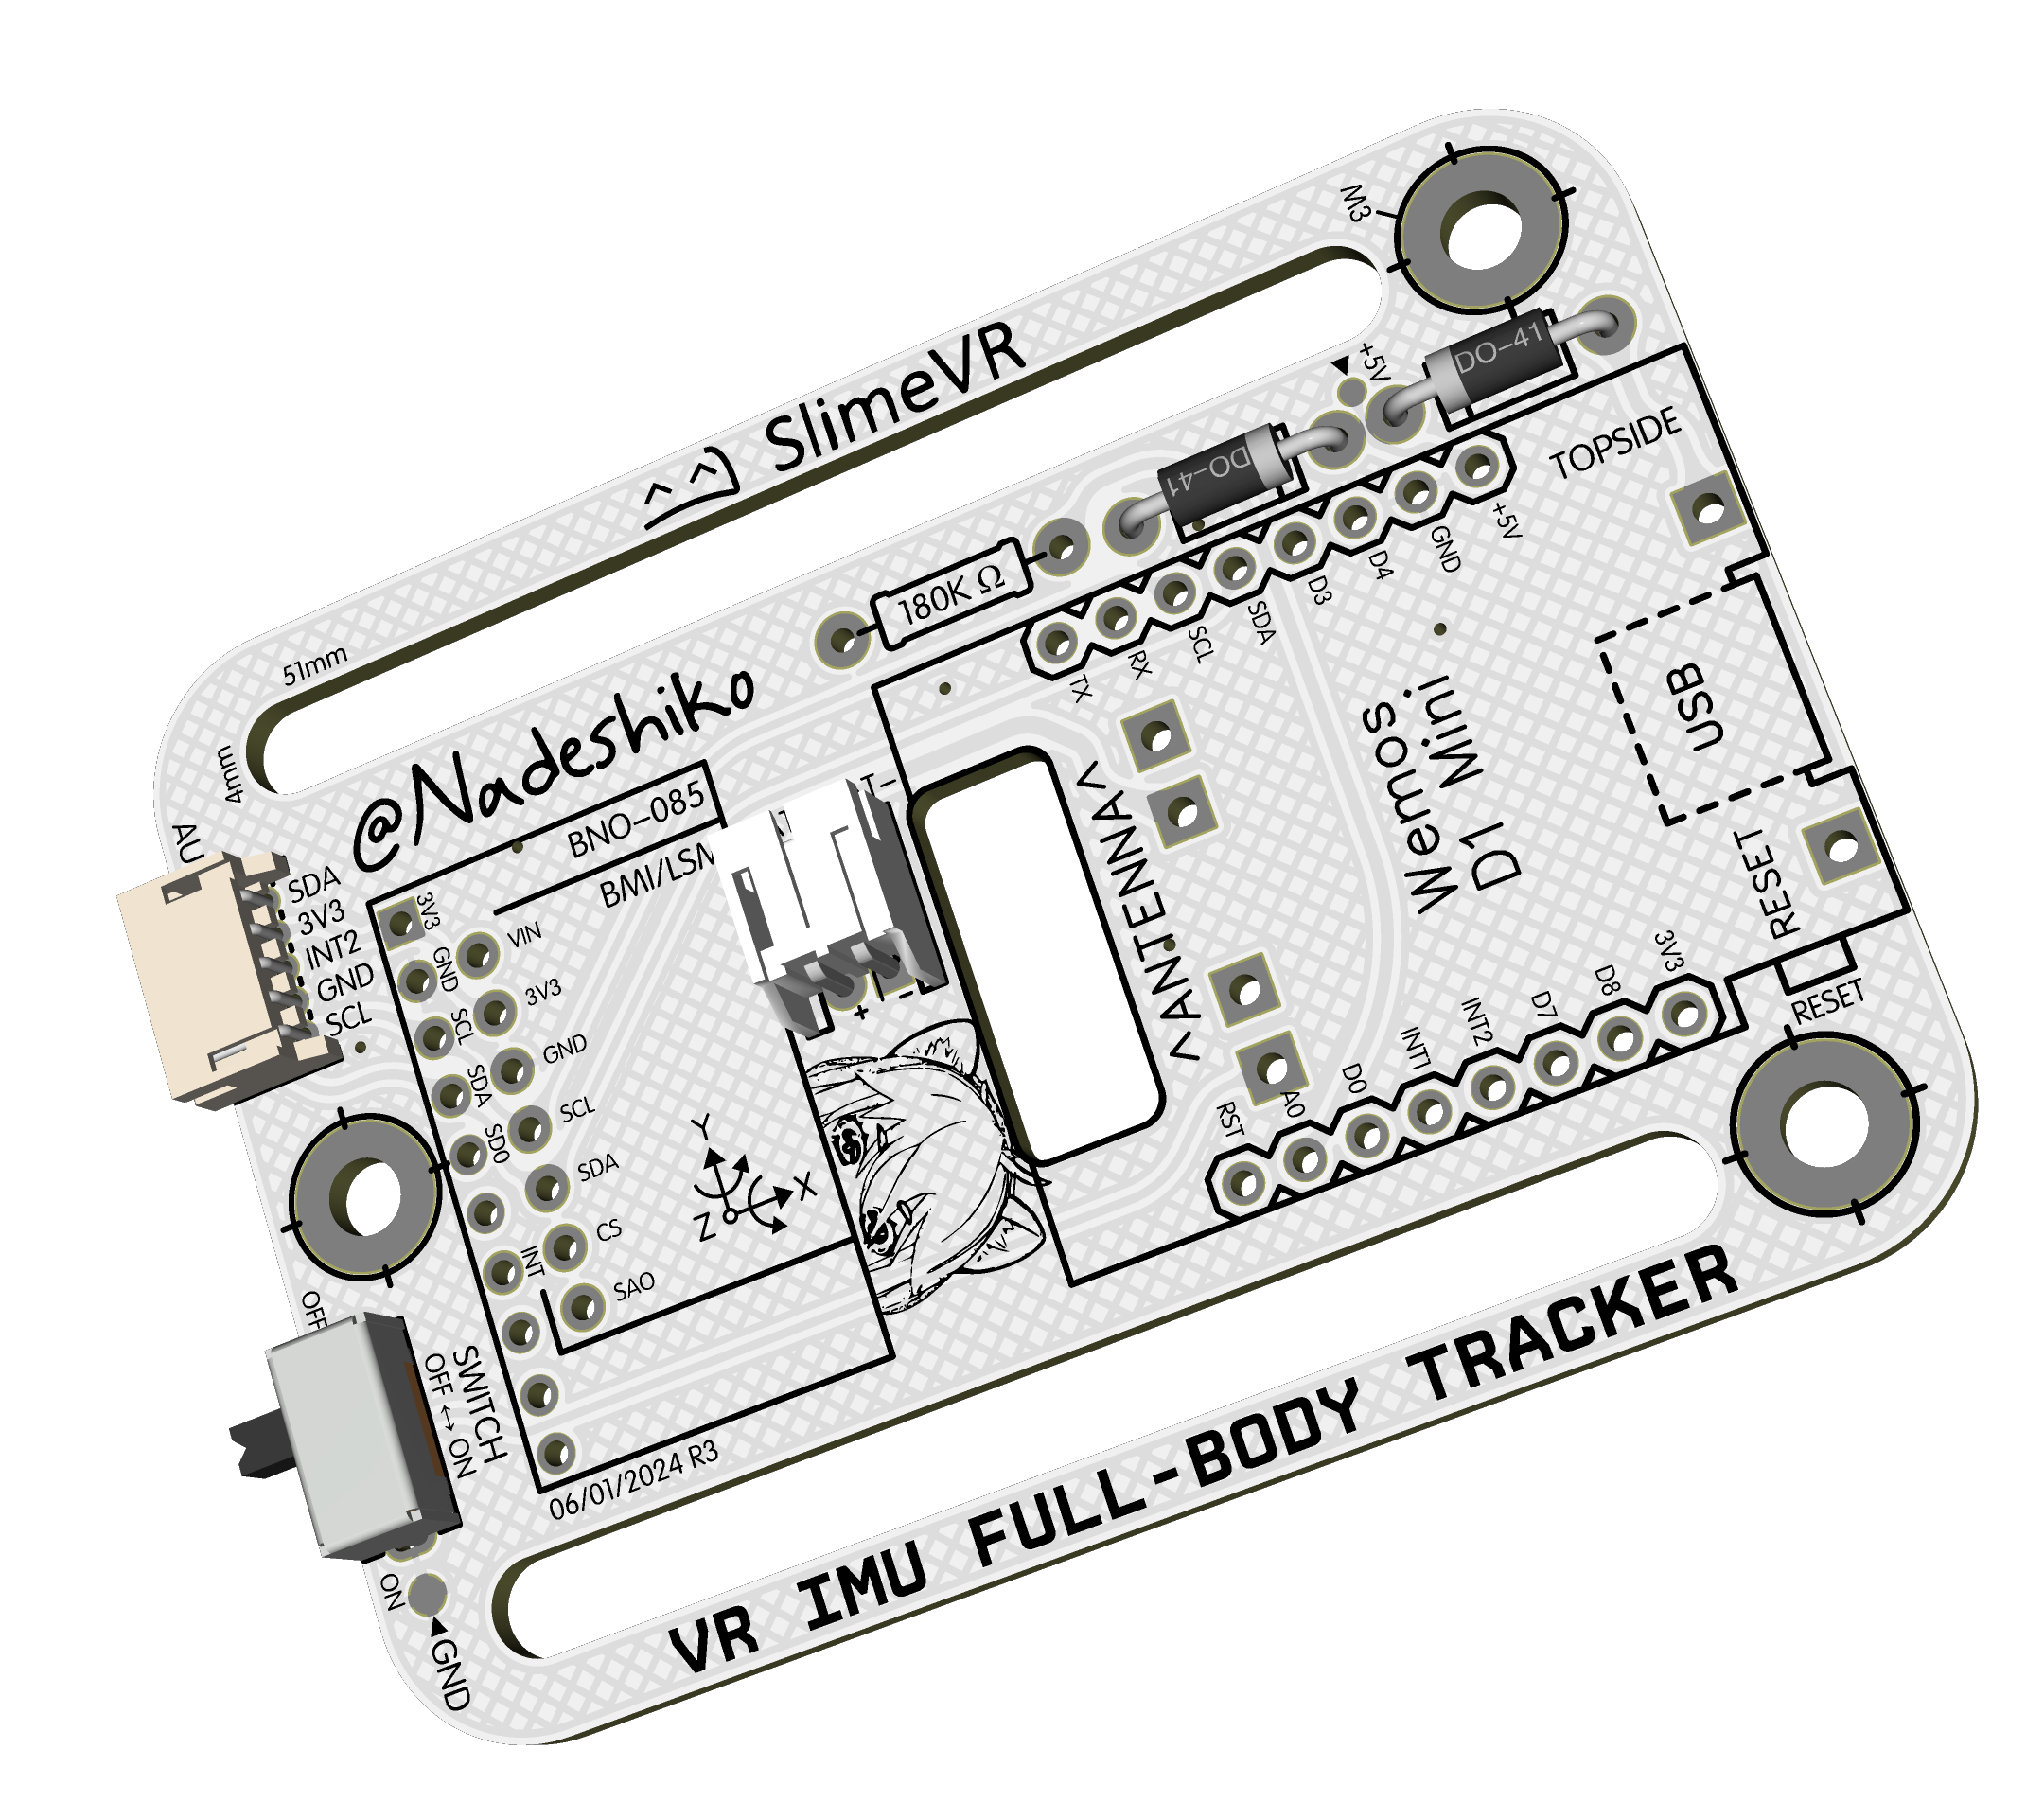 M3
SlimeVR
DO-41
+5V
DO-41
TOPSIDE
180K Ω
51mm
4mm
@Nadeshiko
+5V
GND
D4
D3
SDA
SCL
RX
TX
USB
Wemos
D1 Mini
RESET
BNO-085
SDA
3V3
INT2
GND
SCL
3V3
GND
SCL
SDA
SD0
INT
VIN
3V3
GND
SCL
SDA
CS
SAO
+
-
^ANTENNA^
Y
X
Z
RST
A0
D0
INT1
INT2
D7
D8
3V3
RESET
OFF
SWITCH
OFF ↔ ON
ON
GND
06/01/2024 R3
VR IMU FULL-BODY TRACKER